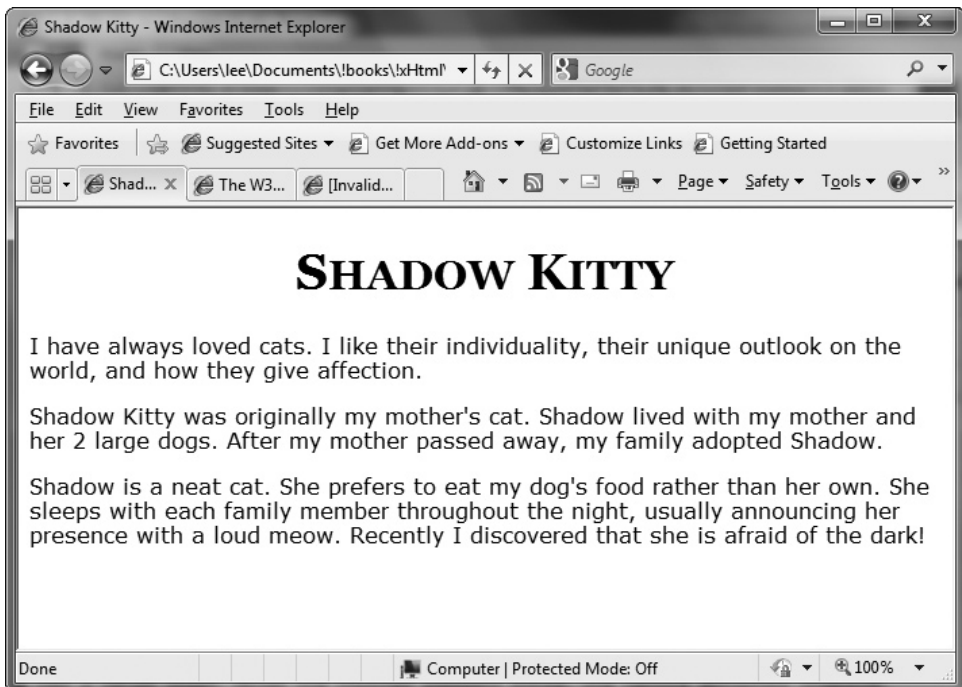 Shadow Kitty - Windows Internet Explorer
C:\Users\lee\Documents\!books\!xHtml\ Google
File Edit View Favorites Tools Help
Favorites Suggested Sites Get More Add-ons Customize Links Getting Started
Shad... The W3... [Invalid... Page Safety Tools
SHADOW KITTY
I have always loved cats. I like their individuality, their unique outlook on the
world, and how they give affection.
Shadow Kitty was originally my mother's cat. Shadow lived with my mother and
her 2 large dogs. After my mother passed away, my family adopted Shadow.
Shadow is a neat cat. She prefers to eat my dog's food rather than her own. She
sleeps with each family member throughout the night, usually announcing her
presence with a loud meow. Recently I discovered that she is afraid of the dark!
Done Computer | Protected Mode: Off 100%